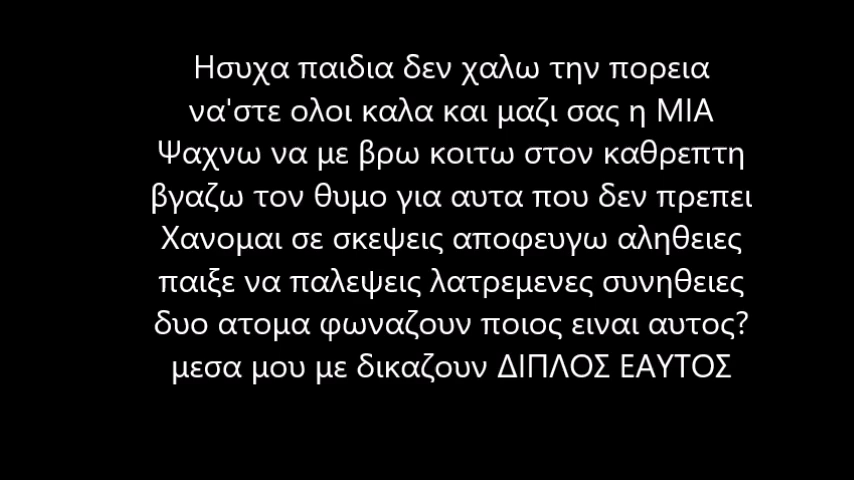 Ησυχα παιδια δεν χαλω την πορεια
να'στε ολοι καλα και μαζι σας η ΜΙΑ
Ψαχνω να με βρω κοιτω στον καθρεπτη
βγαζω τον θυμο για αυτα που δεν πρεπει
Χανομαι σε σκεψεις αποφευγω αληθειες
παιξε να παλεψεις λατρεμενες συνηθειες
δυο ατομα φωναζουν ποιος ειναι αυτος?
μεσα μου με δικαζουν ΔΙΠΛΟΣ ΕΑΥΤΟΣ